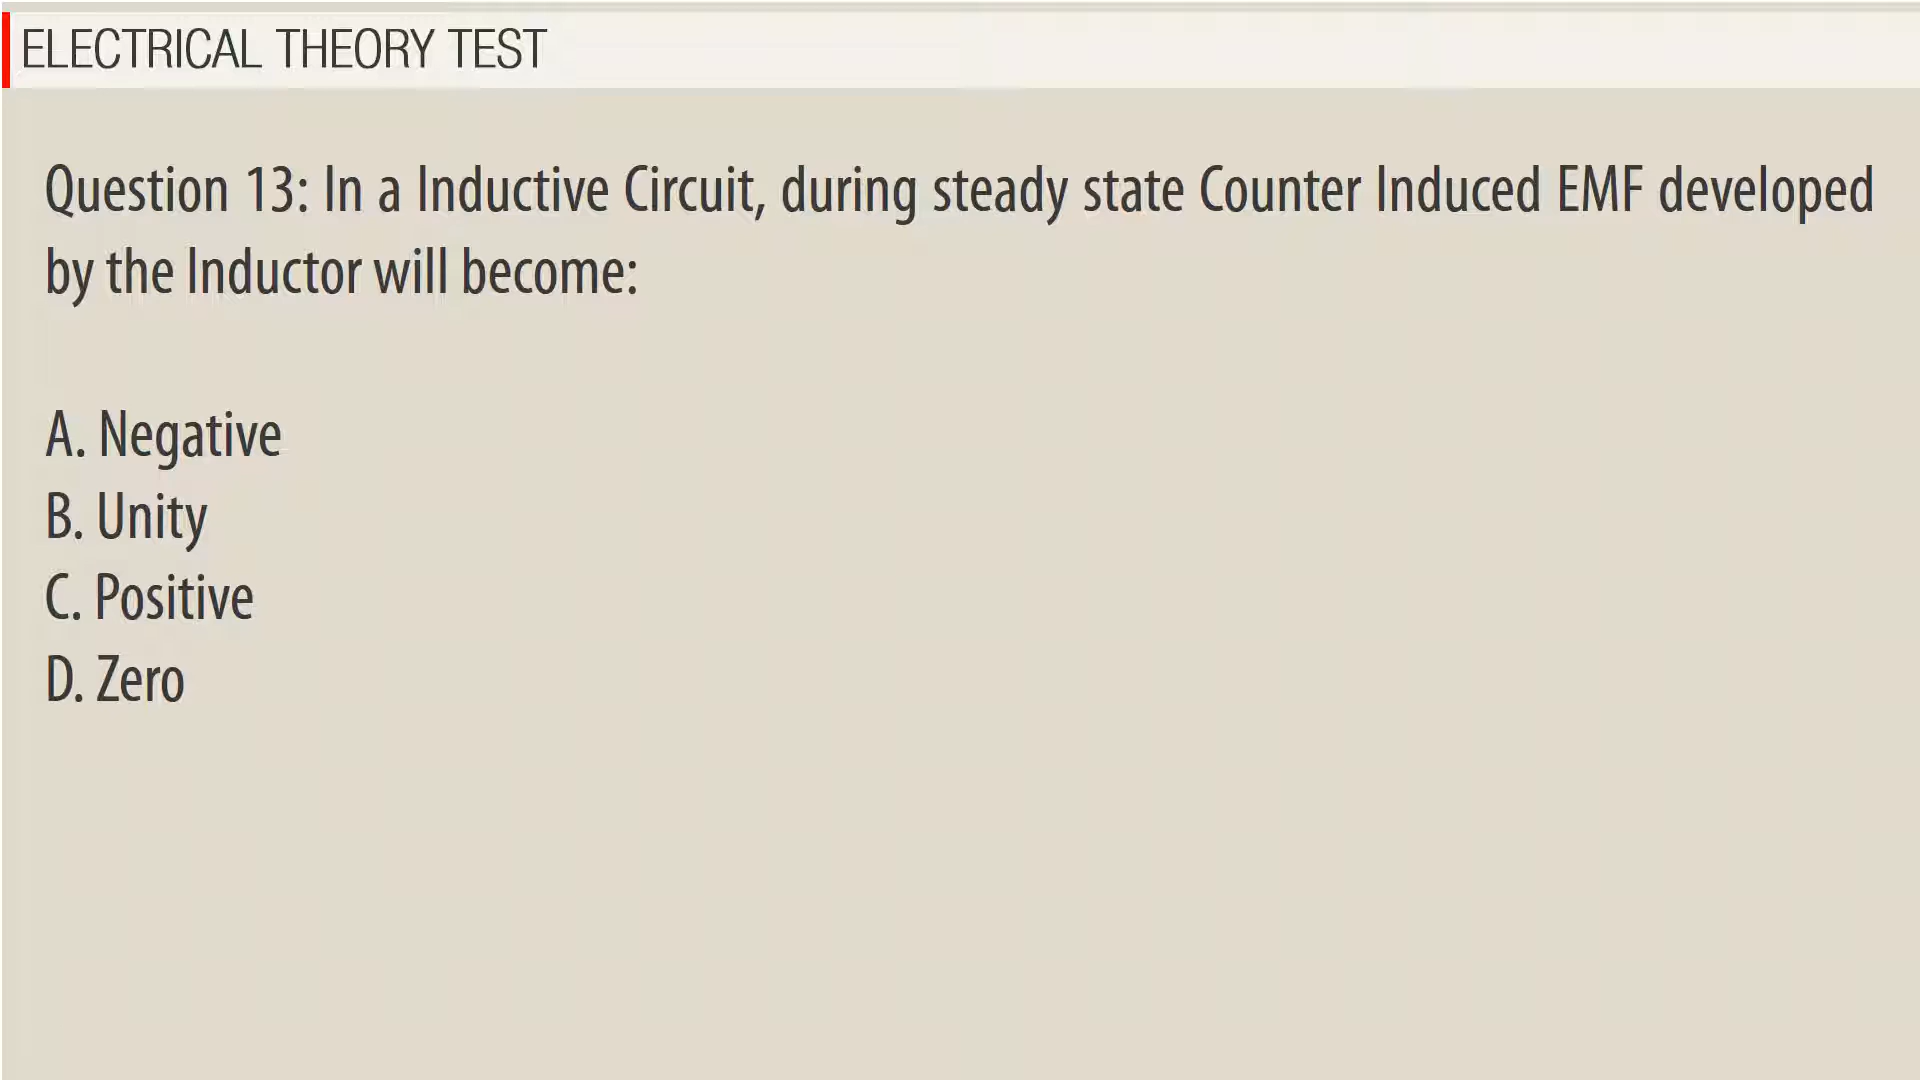 ELECTRICAL THEORY TEST
Question 13: In a Inductive Circuit, during steady state Counter Induced EMF developed
by the Inductor will become:
A. Negative
B. Unity
C. Positive
D. Zero